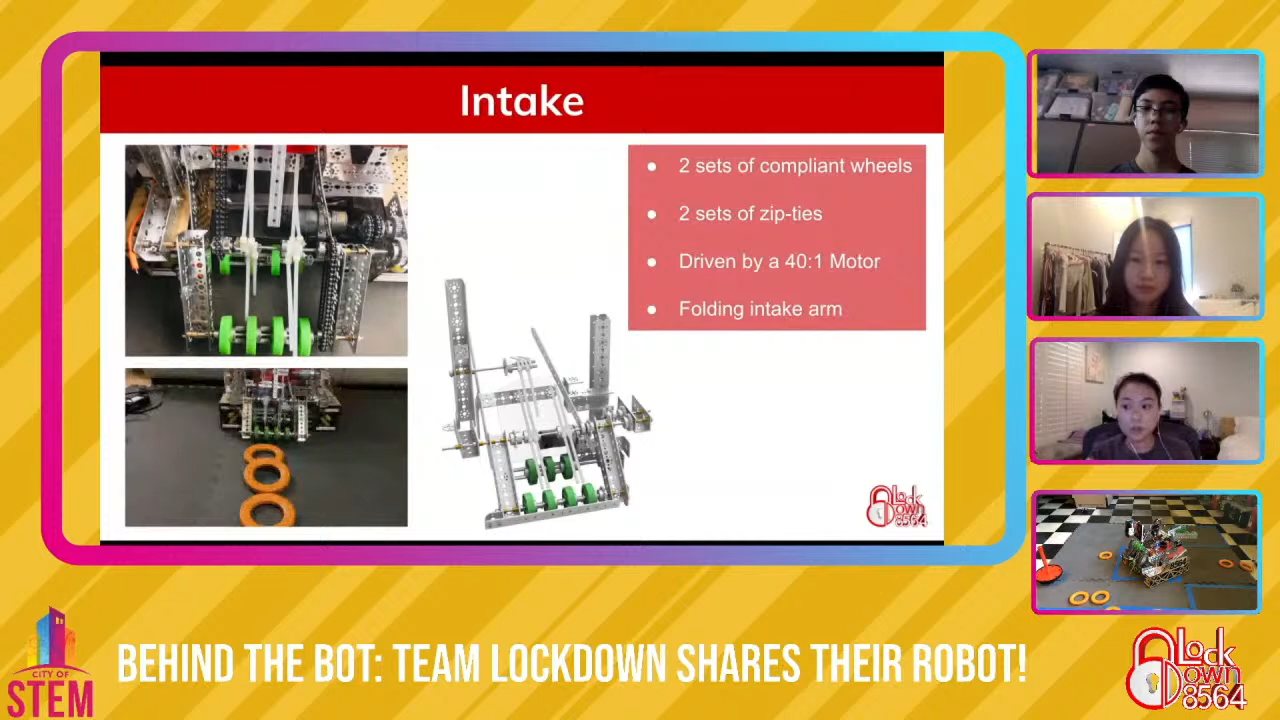 Intake
● 2 sets of compliant wheels
● 2 sets of zip-ties
● Driven by a 40:1 Motor
● Folding intake arm
Lock
Down
8564
CITY OF
STEM
BEHIND THE BOT: TEAM LOCKDOWN SHARES THEIR ROBOT!
Lock
Down
8564